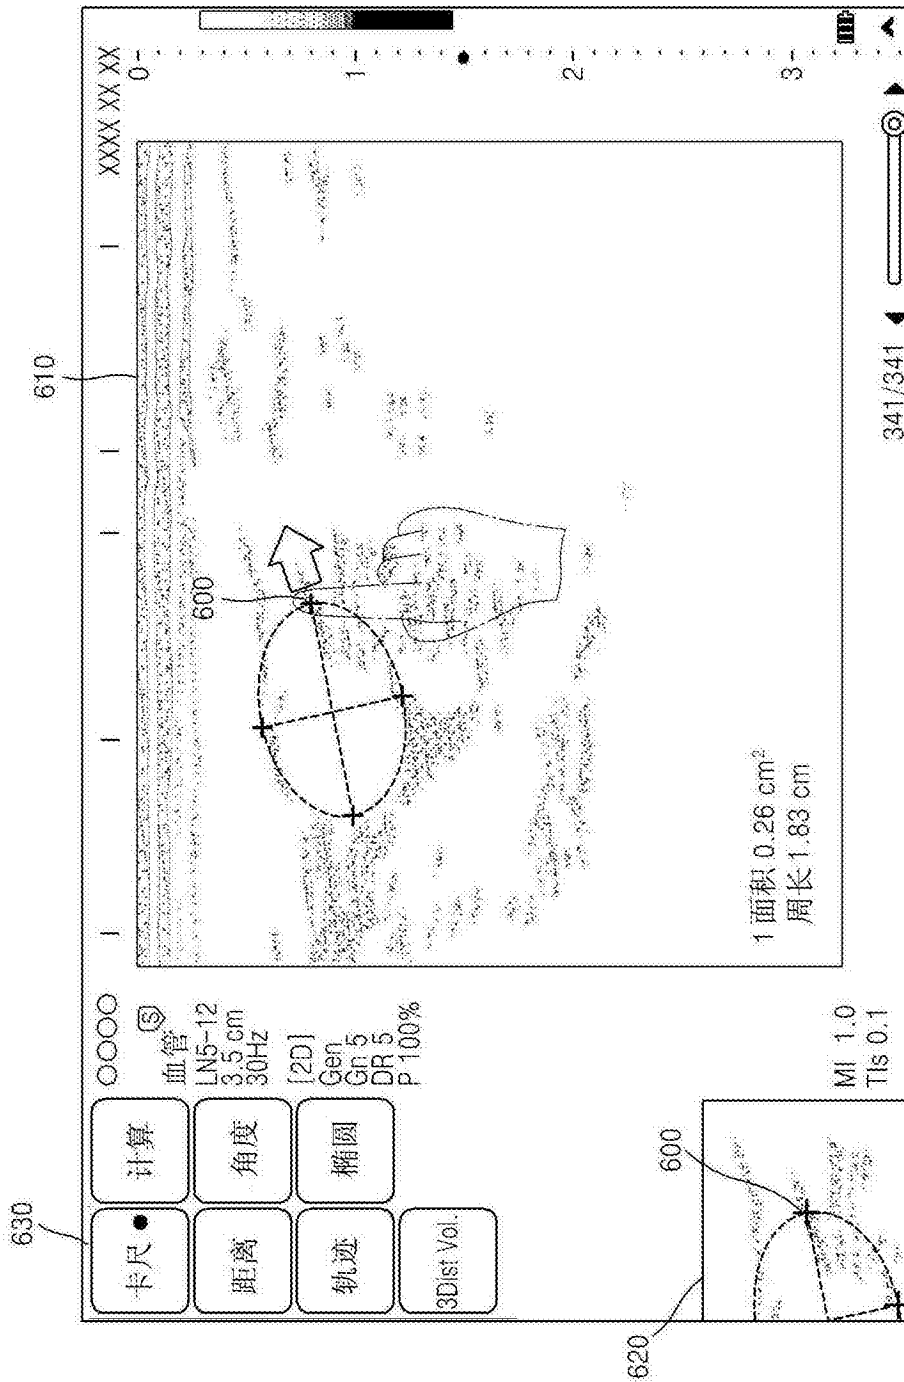 630
卡尺
计算
距离
角度
轨迹
椭圆
3Dist Vol.
S
血管
LN5-12
3.5 cm
30Hz
[2D]
Gen
Gn 5
DR 5
P 100%
610
XXXX XX XX
0
1
2
3
600
1 面积 0.26 cm²
周长 1.83 cm
620
600
MI 1.0
TIs 0.1
341/341